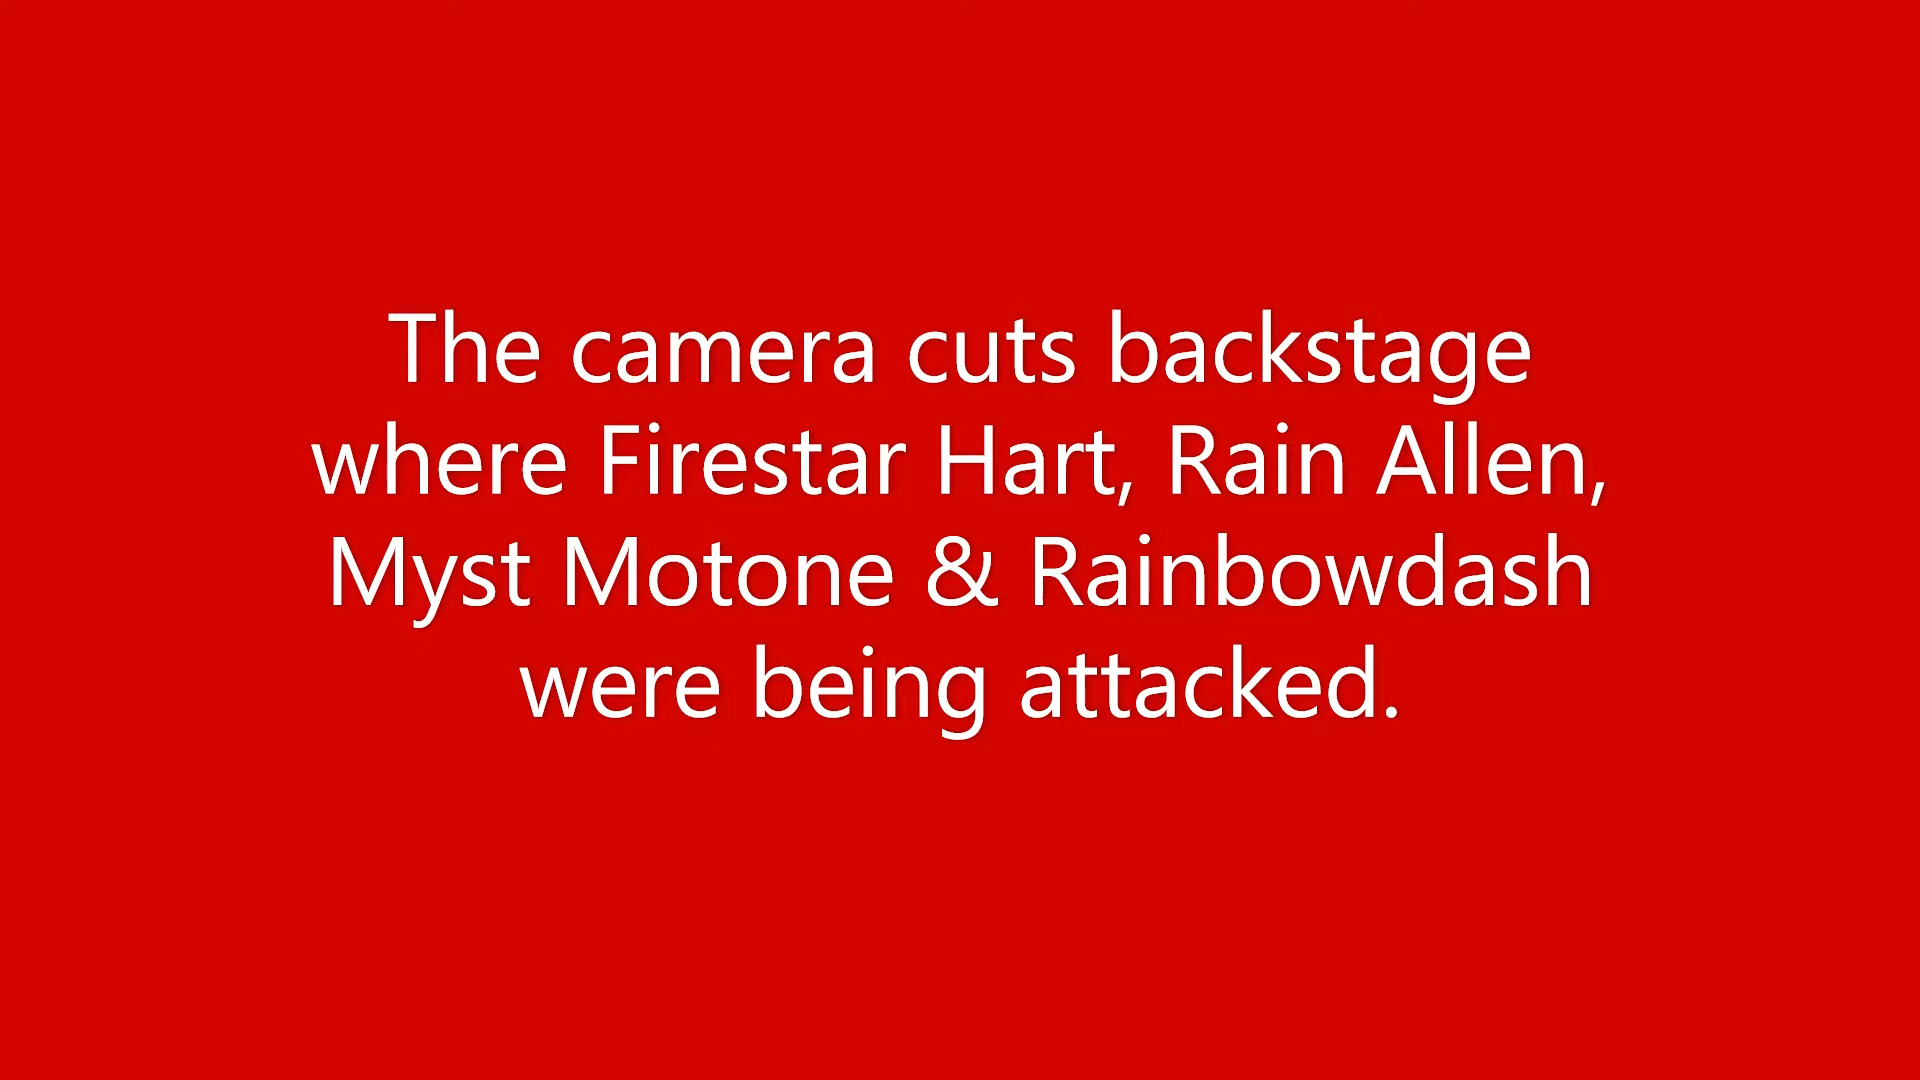 The camera cuts backstage
where Firestar Hart, Rain Allen,
Myst Motone & Rainbowdash
were being attacked.